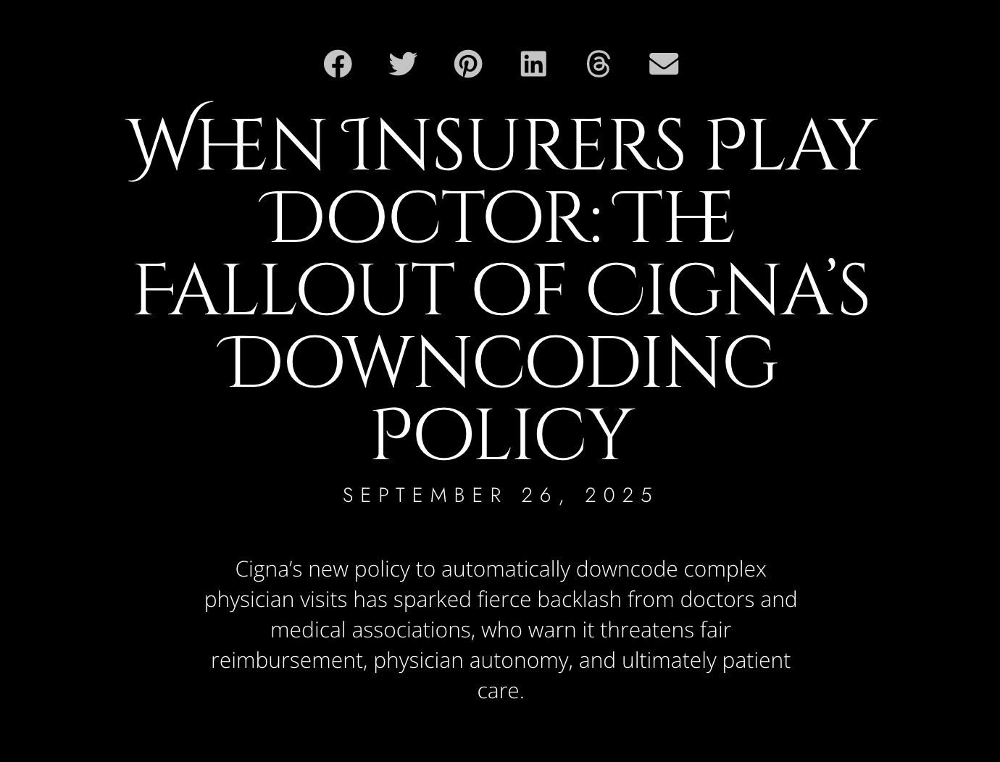 When Insurers Play
Doctor: The
Fallout of Cigna’s
Downcoding
Policy
SEPTEMBER 26, 2025
Cigna’s new policy to automatically downcode complex
physician visits has sparked fierce backlash from doctors and
medical associations, who warn it threatens fair
reimbursement, physician autonomy, and ultimately patient
care.